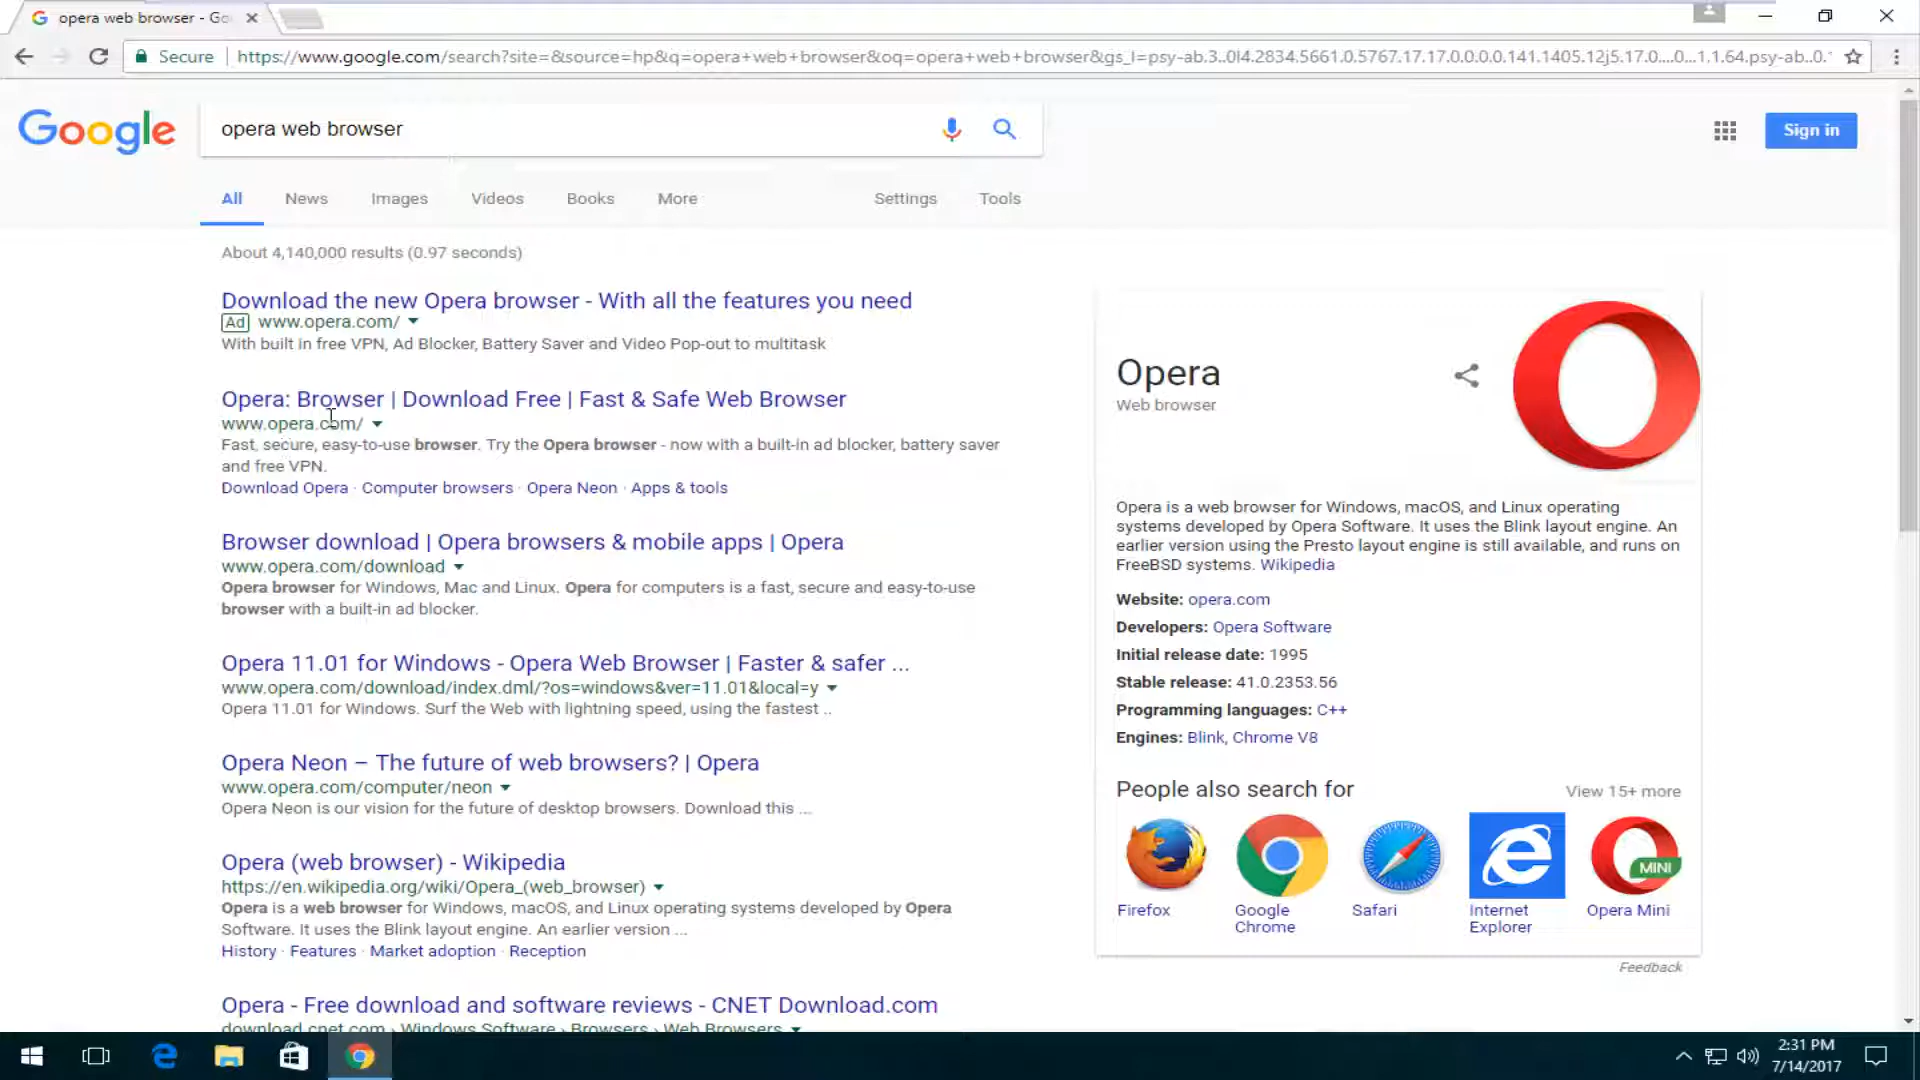 opera web browser - Go
Secure
https://www.google.com/search?site=&source=hp&q=opera+web+browser&oq=opera+web+browser&gs_l=psy-ab.3..0l4.2834.5661.0.5767.17.17.0.0.0.0.141.1405.12j5.17.0....0...1.1.64.psy-ab..0.
Google
opera web browser
Sign in
All
News
Images
Videos
Books
More
Settings
Tools
About 4,140,000 results (0.97 seconds)
Download the new Opera browser - With all the features you need
Ad www.opera.com/
With built in free VPN, Ad Blocker, Battery Saver and Video Pop-out to multitask
Opera: Browser | Download Free | Fast & Safe Web Browser
www.opera.com/
Fast, secure, easy-to-use browser. Try the Opera browser - now with a built-in ad blocker, battery saver
and free VPN.
Download Opera · Computer browsers · Opera Neon · Apps & tools
Browser download | Opera browsers & mobile apps | Opera
www.opera.com/download
Opera browser for Windows, Mac and Linux. Opera for computers is a fast, secure and easy-to-use
browser with a built-in ad blocker.
Opera 11.01 for Windows - Opera Web Browser | Faster & safer ...
www.opera.com/download/index.dml/?os=windows&ver=11.01&local=y
Opera 11.01 for Windows. Surf the Web with lightning speed, using the fastest ..
Opera Neon – The future of web browsers? | Opera
www.opera.com/computer/neon
Opera Neon is our vision for the future of desktop browsers. Download this ...
Opera (web browser) - Wikipedia
https://en.wikipedia.org/wiki/Opera_(web_browser)
Opera is a web browser for Windows, macOS, and Linux operating systems developed by Opera
Software. It uses the Blink layout engine. An earlier version ...
History · Features · Market adoption · Reception
Opera - Free download and software reviews - CNET Download.com
download.cnet.com › Windows Software › Browsers › Web Browsers
Opera
Web browser
Opera is a web browser for Windows, macOS, and Linux operating
systems developed by Opera Software. It uses the Blink layout engine. An
earlier version using the Presto layout engine is still available, and runs on
FreeBSD systems. Wikipedia
Website: opera.com
Developers: Opera Software
Initial release date: 1995
Stable release: 41.0.2353.56
Programming languages: C++
Engines: Blink, Chrome V8
People also search for
View 15+ more
MINI
Firefox
Google
Chrome
Safari
Internet
Explorer
Opera Mini
Feedback
2:31 PM
7/14/2017